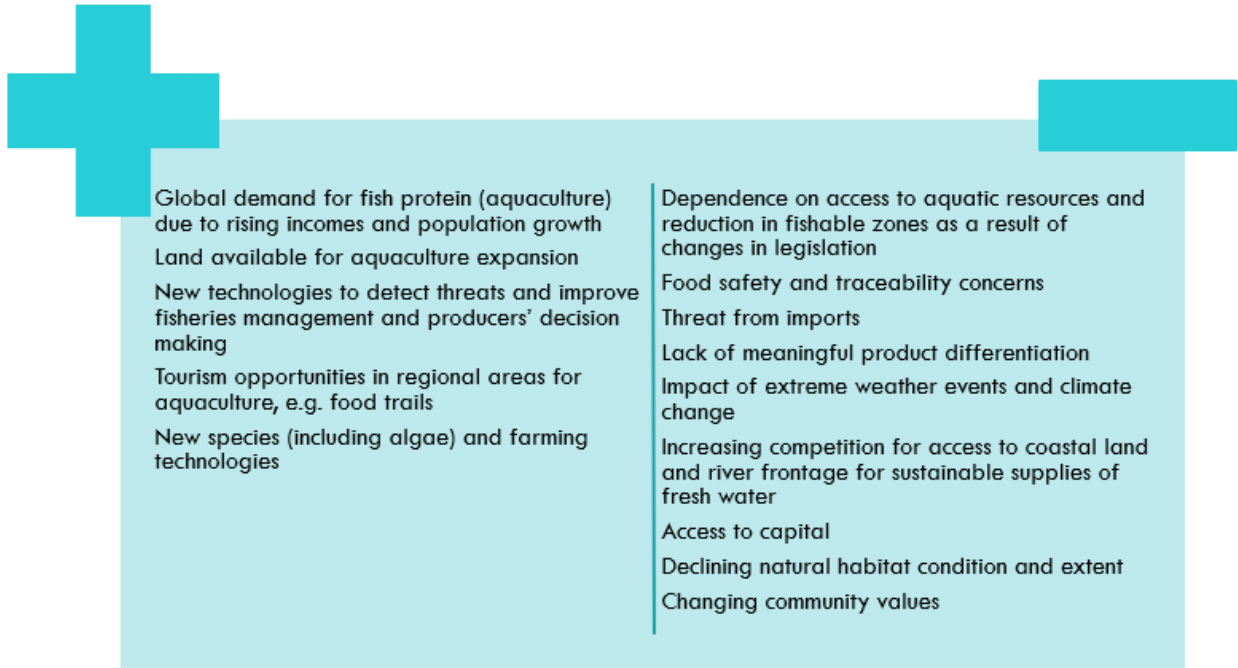 Global demand for fish protein (aquaculture)
due to rising incomes and population growth
Land available for aquaculture expansion
New technologies to detect threats and improve
fisheries management and producers' decision
making
Tourism opportunities in regional areas for
aquaculture, e.g. food trails
New species (including algae) and farming
technologies
Dependence on access to aquatic resources and
reduction in fishable zones as a result of
changes in legislation
Food safety and traceability concerns
Threat from imports
Lack of meaningful product differentiation
Impact of extreme weather events and climate
change
Increasing competition for access to coastal land
and river frontage for sustainable supplies of
fresh water
Access to capital
Declining natural habitat condition and extent
Changing community values